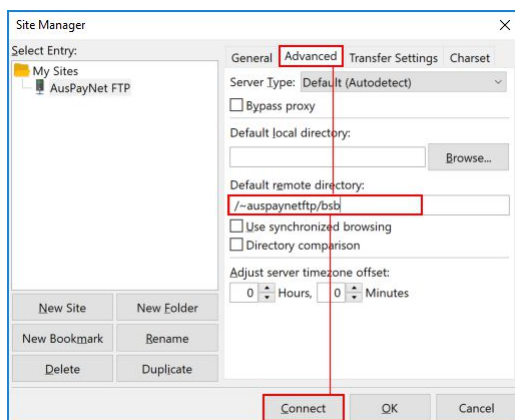 Site Manager
Select Entry:
My Sites
AusPayNet FTP
New Site
New Folder
New Bookmark
Rename
Delete
Duplicate
General Advanced Transfer Settings Charset
Server Type: Default (Autodetect)
Bypass proxy
Default local directory:
Browse...
Default remote directory:
/~auspaynetftp/bsb
Use synchronized browsing
Directory comparison
Adjust server timezone offset:
0 Hours, 0 Minutes
Connect OK Cancel